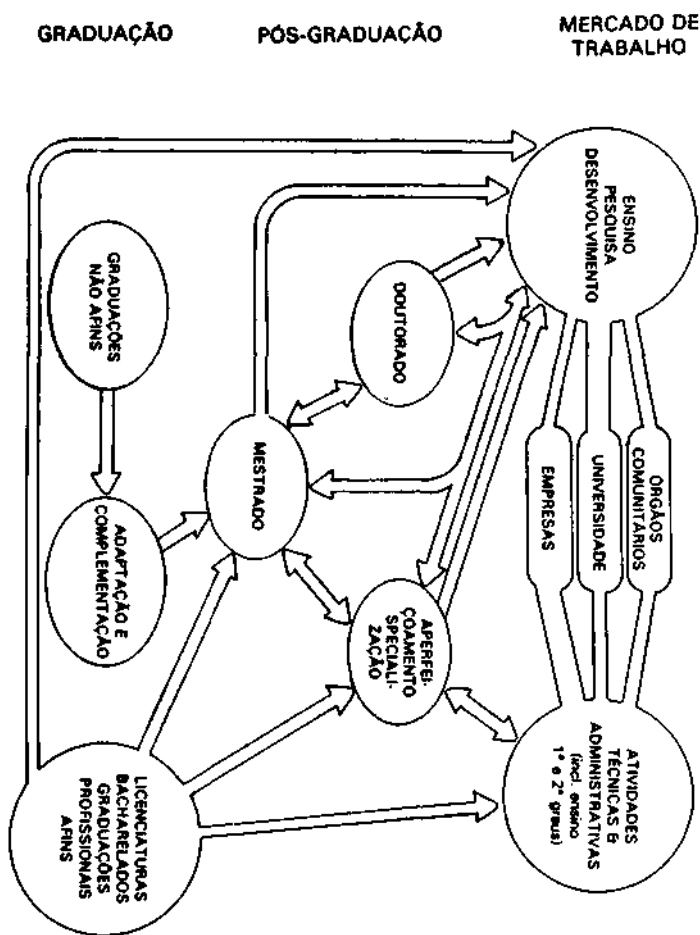 GRADUAÇÃO
PÓS-GRADUAÇÃO
MERCADO DE
TRABALHO
ENSINO
PESQUISA
DESENVOLVIMENTO
GRADUAÇÕES
NÃO AFINS
DOUTORADO
MESTRADO
ADAPTAÇÃO E
COMPLEMENTAÇÃO
EMPRESAS
UNIVERSIDADE
ÓRGÃOS
COMUNITÁRIOS
APERFEI-
ÇOAMENTO
SPECIALI-
ZAÇÃO
LICENCIATURAS
BACHARELADOS
GRADUAÇÕES
PROFISSIONAIS
AFINS
ATIVIDADES
TÉCNICAS &
ADMINISTRATIVAS
(incl. ensino
1º e 2º graus)